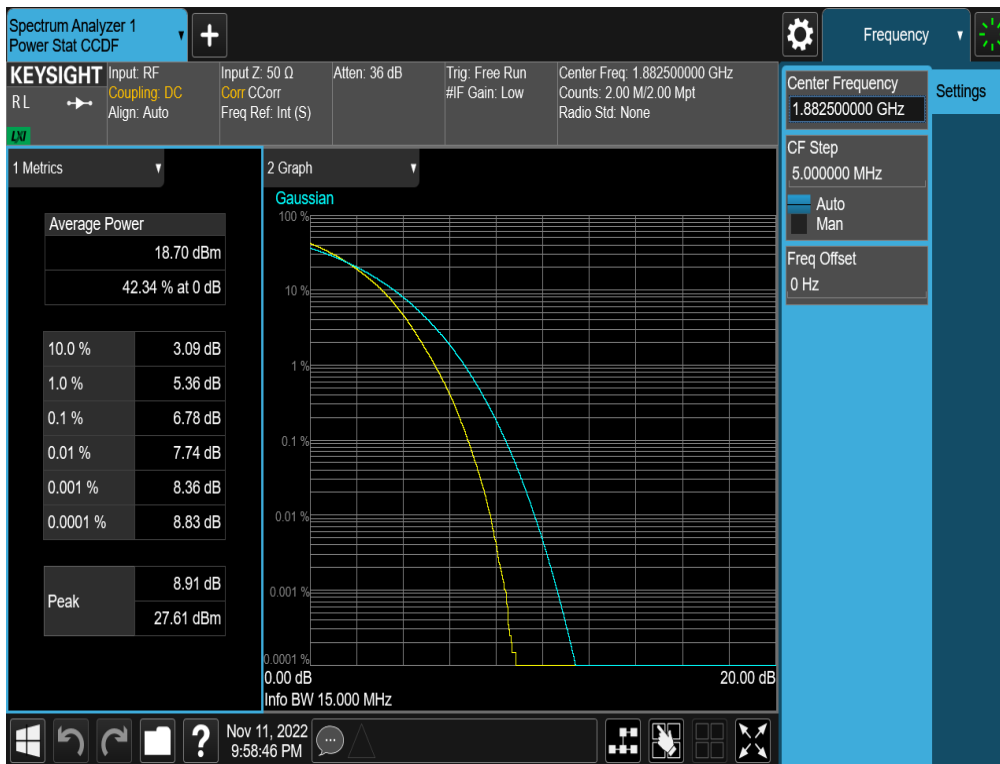 Spectrum Analyzer 1
Power Stat CCDF
+
Frequency
KEYSIGHT
RL
LXI
Input: RF
Coupling: DC
Align: Auto
Input Z: 50 Ω
Corr CCorr
Freq Ref: Int (S)
Atten: 36 dB
Trig: Free Run
#IF Gain: Low
Center Freq: 1.882500000 GHz
Counts: 2.00 M/2.00 Mpt
Radio Std: None
Center Frequency
1.882500000 GHz
Settings
CF Step
5.000000 MHz
Auto
Man
Freq Offset
0 Hz
1 Metrics
Average Power
18.70 dBm
42.34 % at 0 dB
10.0 % 3.09 dB
1.0 % 5.36 dB
0.1 % 6.78 dB
0.01 % 7.74 dB
0.001 % 8.36 dB
0.0001 % 8.83 dB
Peak
8.91 dB
27.61 dBm
2 Graph
Gaussian
100 %
10 %
1 %
0.1 %
0.01 %
0.001 %
0.0001 %
0.00 dB 20.00 dB
Info BW 15.000 MHz
?
Nov 11, 2022
9:58:46 PM